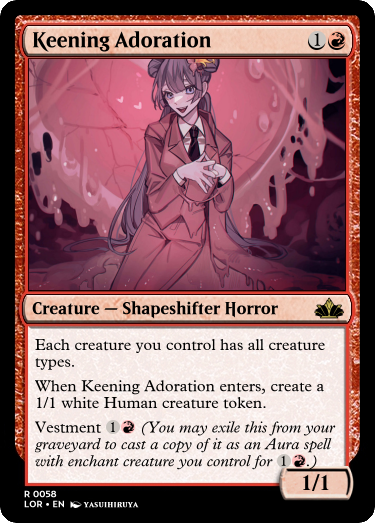 Keening Adoration 1
Creature — Shapeshifter Horror
Each creature you control has all creature
types.
When Keening Adoration enters, create a
1/1 white Human creature token.
Vestment 1 (You may exile this from your
graveyard to cast a copy of it as an Aura spell
with enchant creature you control for 1 .)
1/1
R 0058
LOR • EN YASUIHIRUYA